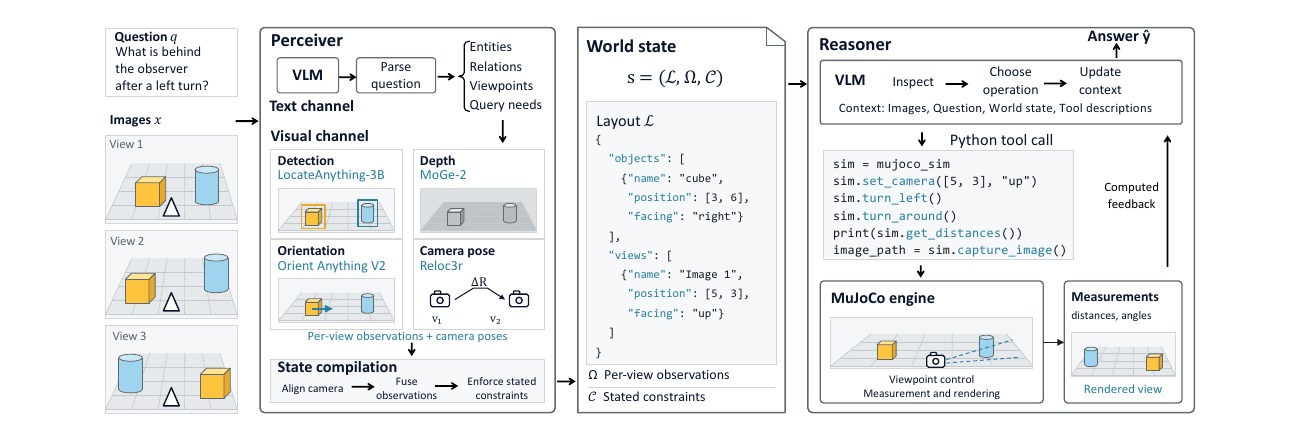 Question q
What is behind
the observer
after a left turn?
Images x
View 1
View 2
View 3
Perceiver
VLM
Parse
question
Entities
Relations
Viewpoints
Query needs
Text channel
Visual channel
Detection
LocateAnything-3B
Depth
MoGe-2
Orientation
Orient Anything V2
Camera pose
Reloc3r
ΔR
v₁
v₂
Per-view observations + camera poses
State compilation
Align camera
Fuse
observations
Enforce stated
constraints
World state
s = (ℒ, Ω, 𝒞)
Layout ℒ
{
"objects": [
{"name": "cube",
"position": [3, 6],
"facing": "right"}
],
"views": [
{"name": "Image 1",
"position": [5, 3],
"facing": "up"}
]
}
Ω Per-view observations
𝒞 Stated constraints
Reasoner
Answer ŷ
VLM
Inspect
Choose
operation
Update
context
Context: Images, Question, World state, Tool descriptions
Python tool call
sim = mujoco_sim
sim.set_camera([5, 3], "up")
sim.turn_left()
sim.turn_around()
print(sim.get_distances())
image_path = sim.capture_image()
Computed
feedback
MuJoCo engine
Viewpoint control
Measurement and rendering
Measurements
distances, angles
Rendered view